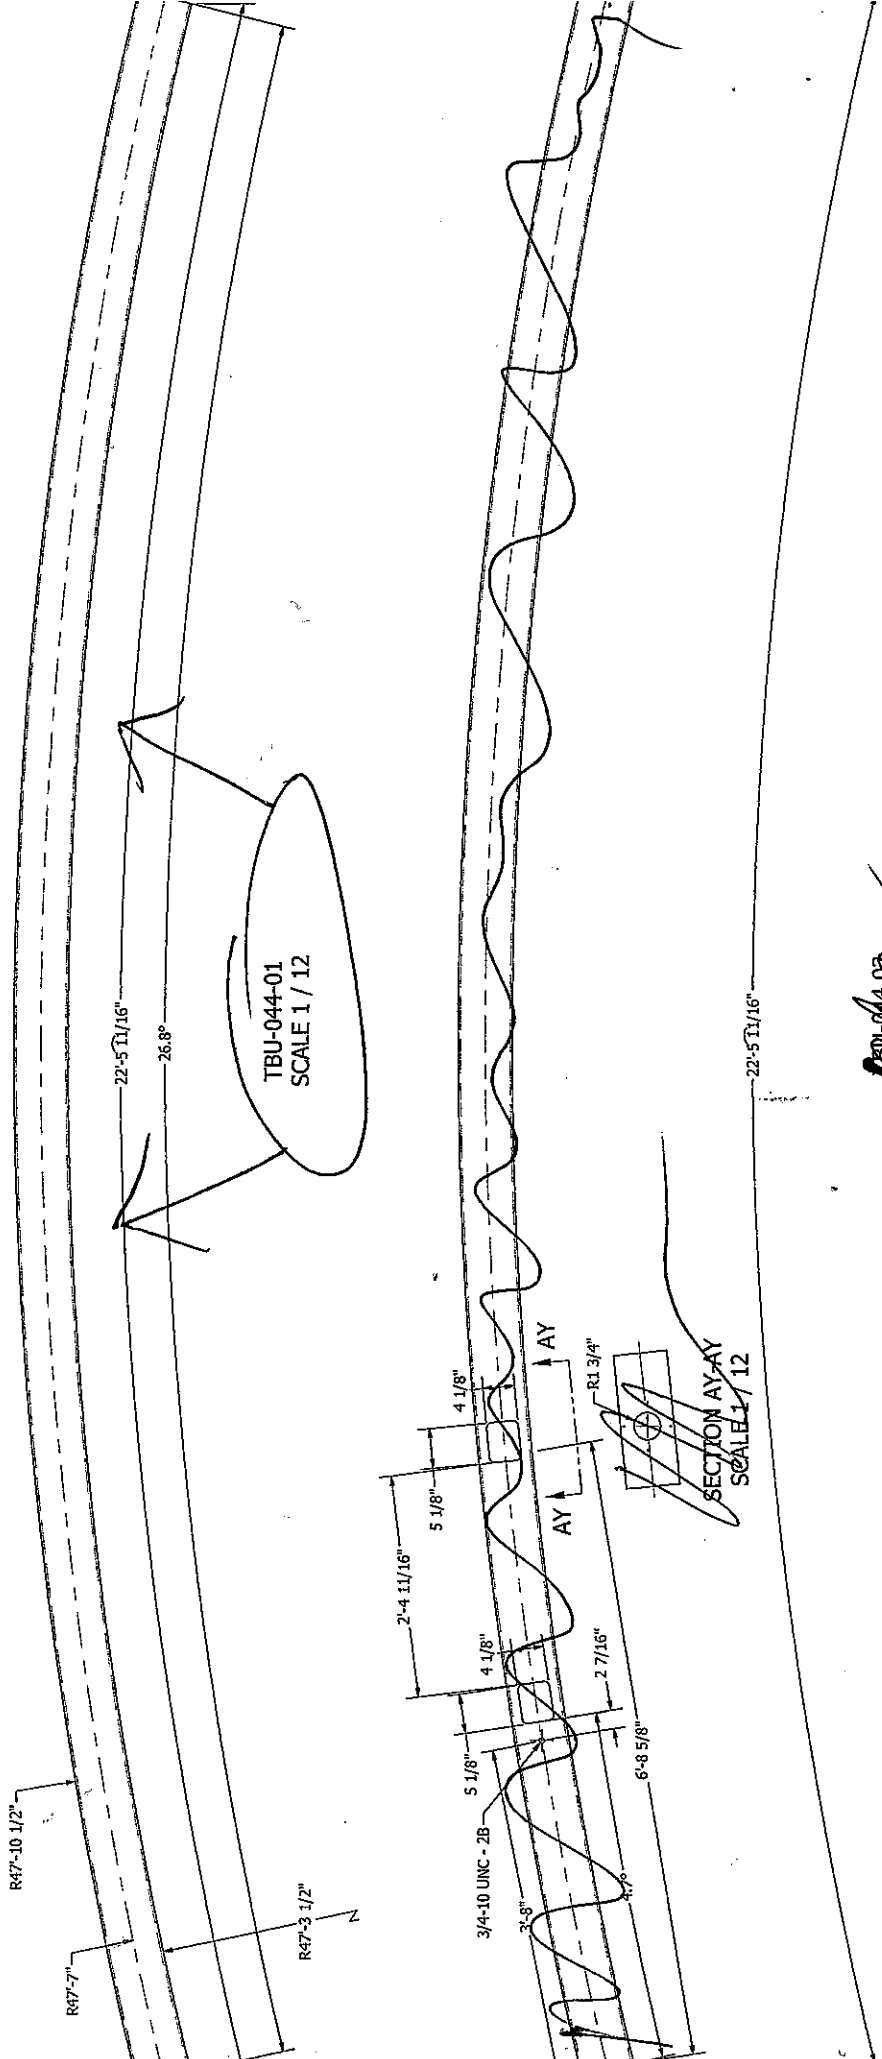 R47'-10 1/2"
R47'-7"
R47'-3 1/2"
22'-5 11/16"
26.8°
TBU-044-01
SCALE 1 / 12
2'-4 11/16"
5 1/8"
4 1/8"
AY
AY
R1 3/4"
SECTION AY-AY
SCALE 1 / 12
5 1/8"
4 1/8"
2 7/16"
6'-8 5/8"
3/4-10 UNC - 2B
3'-8"
4.7°
22'-5 11/16"